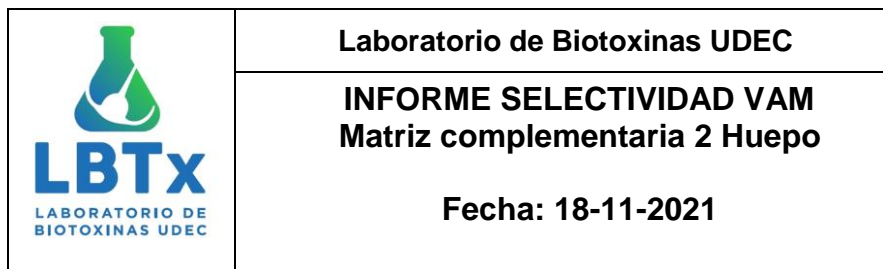 LBTx
LABORATORIO DE
BIOTOXINAS UDEC
Laboratorio de Biotoxinas UDEC
INFORME SELECTIVIDAD VAM
Matriz complementaria 2 Huepo
Fecha: 18-11-2021